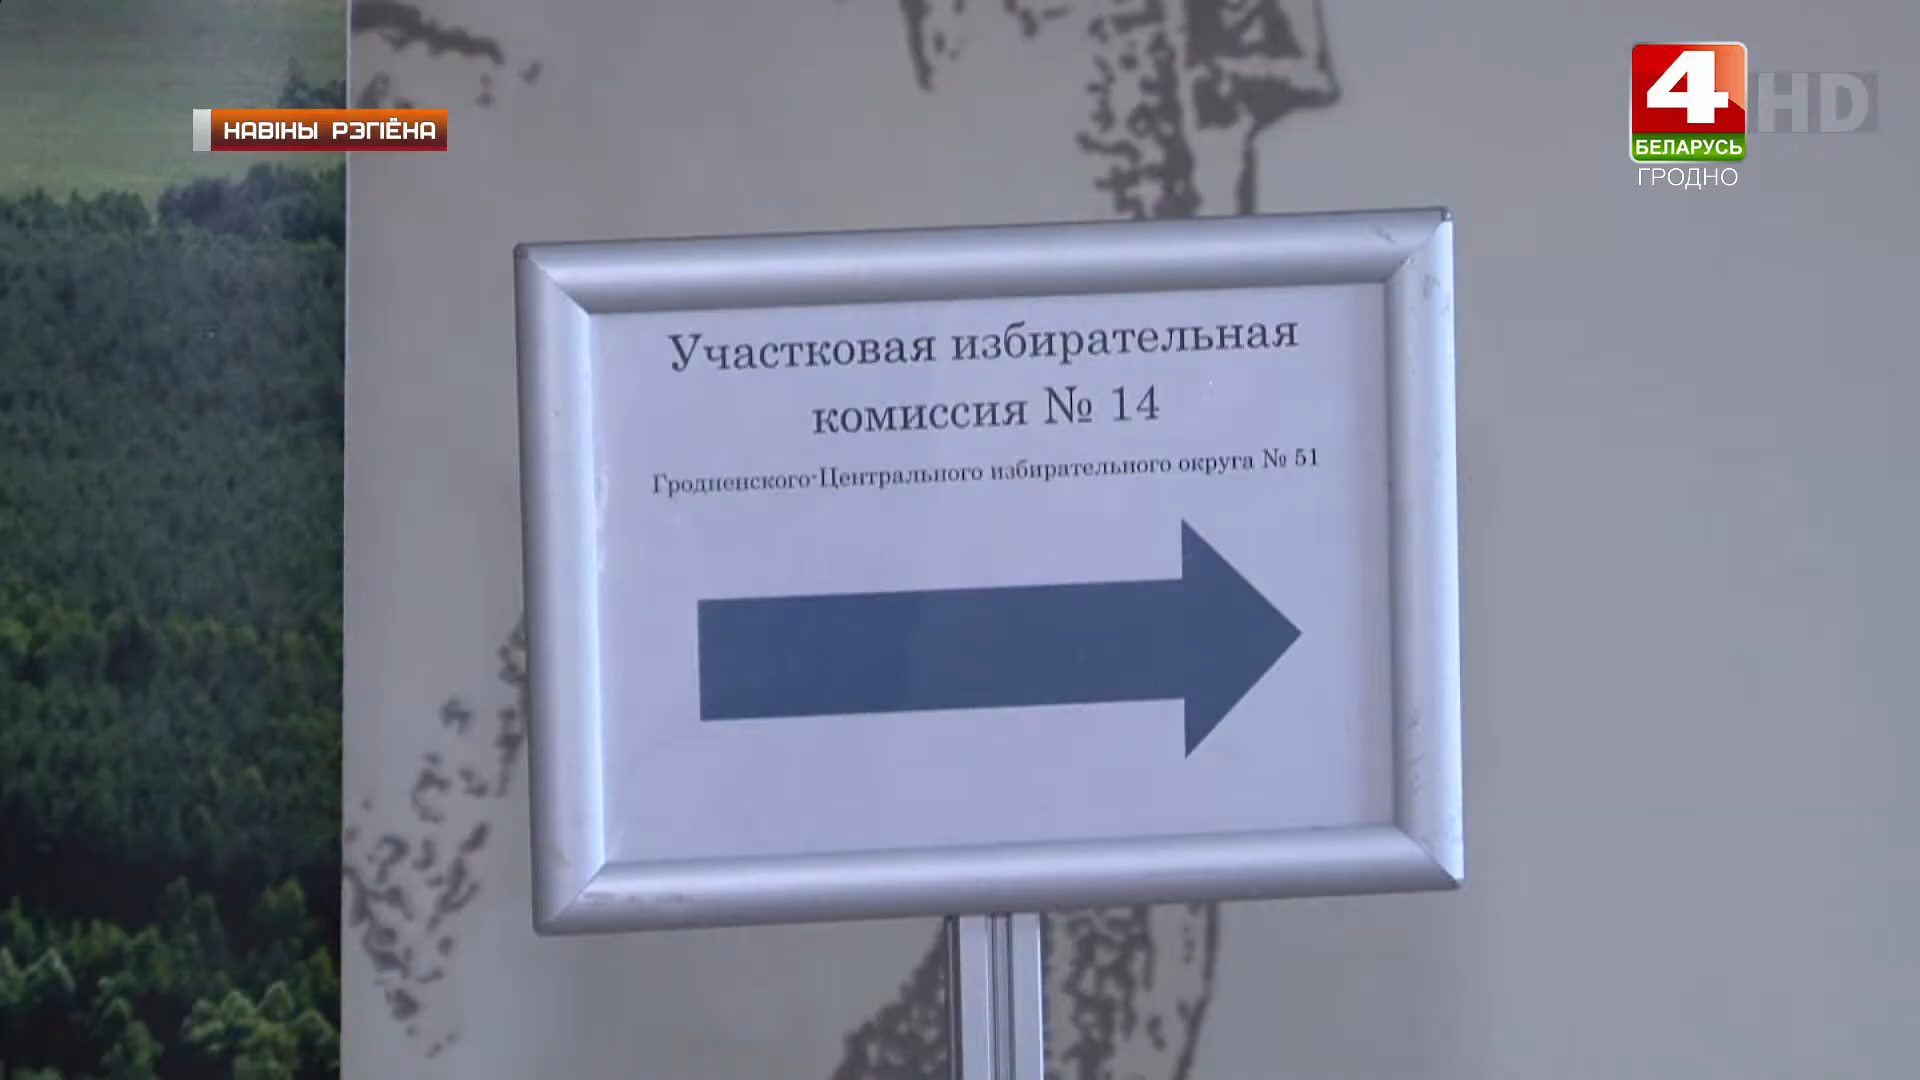 НАВІНЫ РЭГІЁНА
4 HD
БЕЛАРУСЬ
ГРОДНО
Участковая избирательная
комиссия № 14
Гродненского-Центрального избирательного округа № 51